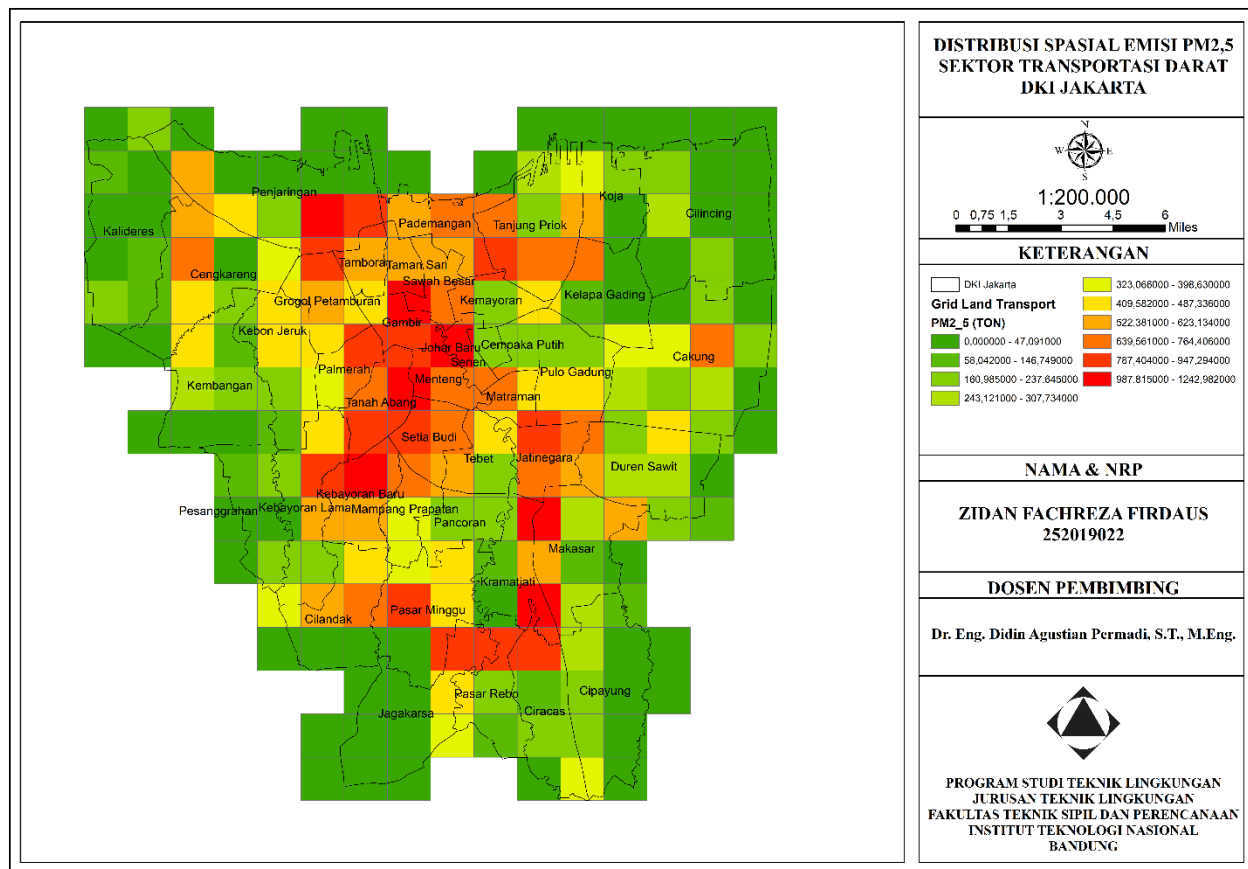 DISTRIBUSI SPASIAL EMISI PM2,5
SEKTOR TRANSPORTASI DARAT
DKI JAKARTA
N
W E
S
1:200.000
0 0,75 1,5 3 4,5 6
Miles
KETERANGAN
DKI Jakarta
Grid Land Transport
PM2_5 (TON)
0,000000 - 47,091000
58,042000 - 146,749000
160,985000 - 237,645000
243,121000 - 307,734000
323,066000 - 398,630000
409,582000 - 487,336000
522,381000 - 623,134000
639,561000 - 764,406000
787,404000 - 947,294000
987,815000 - 1242,982000
NAMA & NRP
ZIDAN FACHREZA FIRDAUS
252019022
DOSEN PEMBIMBING
Dr. Eng. Didin Agustian Permadi, S.T., M.Eng.
PROGRAM STUDI TEKNIK LINGKUNGAN
JURUSAN TEKNIK LINGKUNGAN
FAKULTAS TEKNIK SIPIL DAN PERENCANAAN
INSTITUT TEKNOLOGI NASIONAL
BANDUNG
Penjaringan
Koja
Cilincing
Pademangan
Tanjung Priok
Kalideres
Cengkareng
Tambora
Taman Sari
Sawah Besar
Grogol Petamburan
Kemayoran
Kelapa Gading
Gambir
Kebon Jeruk
Johar Baru
Cempaka Putih
Senen
Cakung
Palmerah
Pulo Gadung
Kembangan
Menteng
Matraman
Tanah Abang
Setia Budi
Tebet
Jatinegara
Duren Sawit
Kebayoran Baru
Pesanggrahan
Kebayoran Lama
Mampang Prapatan
Pancoran
Makasar
Kramatjati
Pasar Minggu
Cilandak
Pasar Rebo
Cipayung
Jagakarsa
Ciracas